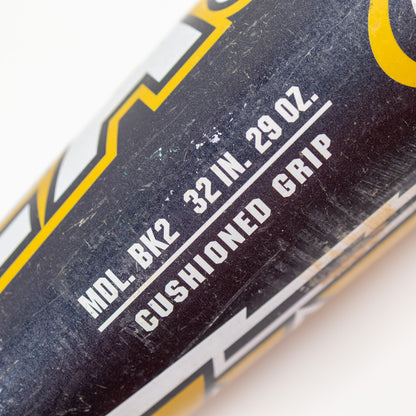 MDL. BK2 32 IN. 29 OZ.
CUSHIONED GRIP